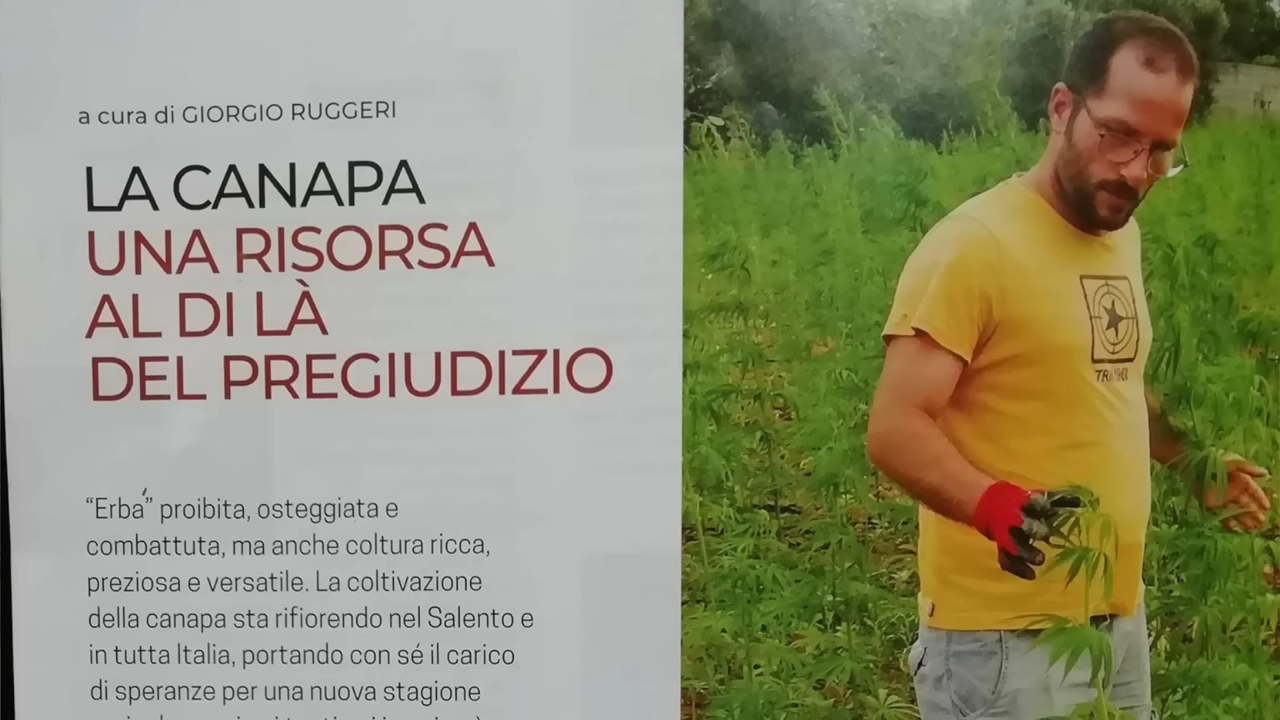 a cura di GIORGIO RUGGERI
LA CANAPA
UNA RISORSA
AL DI LÀ
DEL PREGIUDIZIO
“Erba” proibita, osteggiata e
combattuta, ma anche coltura ricca,
preziosa e versatile. La coltivazione
della canapa sta rifiorendo nel Salento e
in tutta Italia, portando con sé il carico
di speranze per una nuova stagione